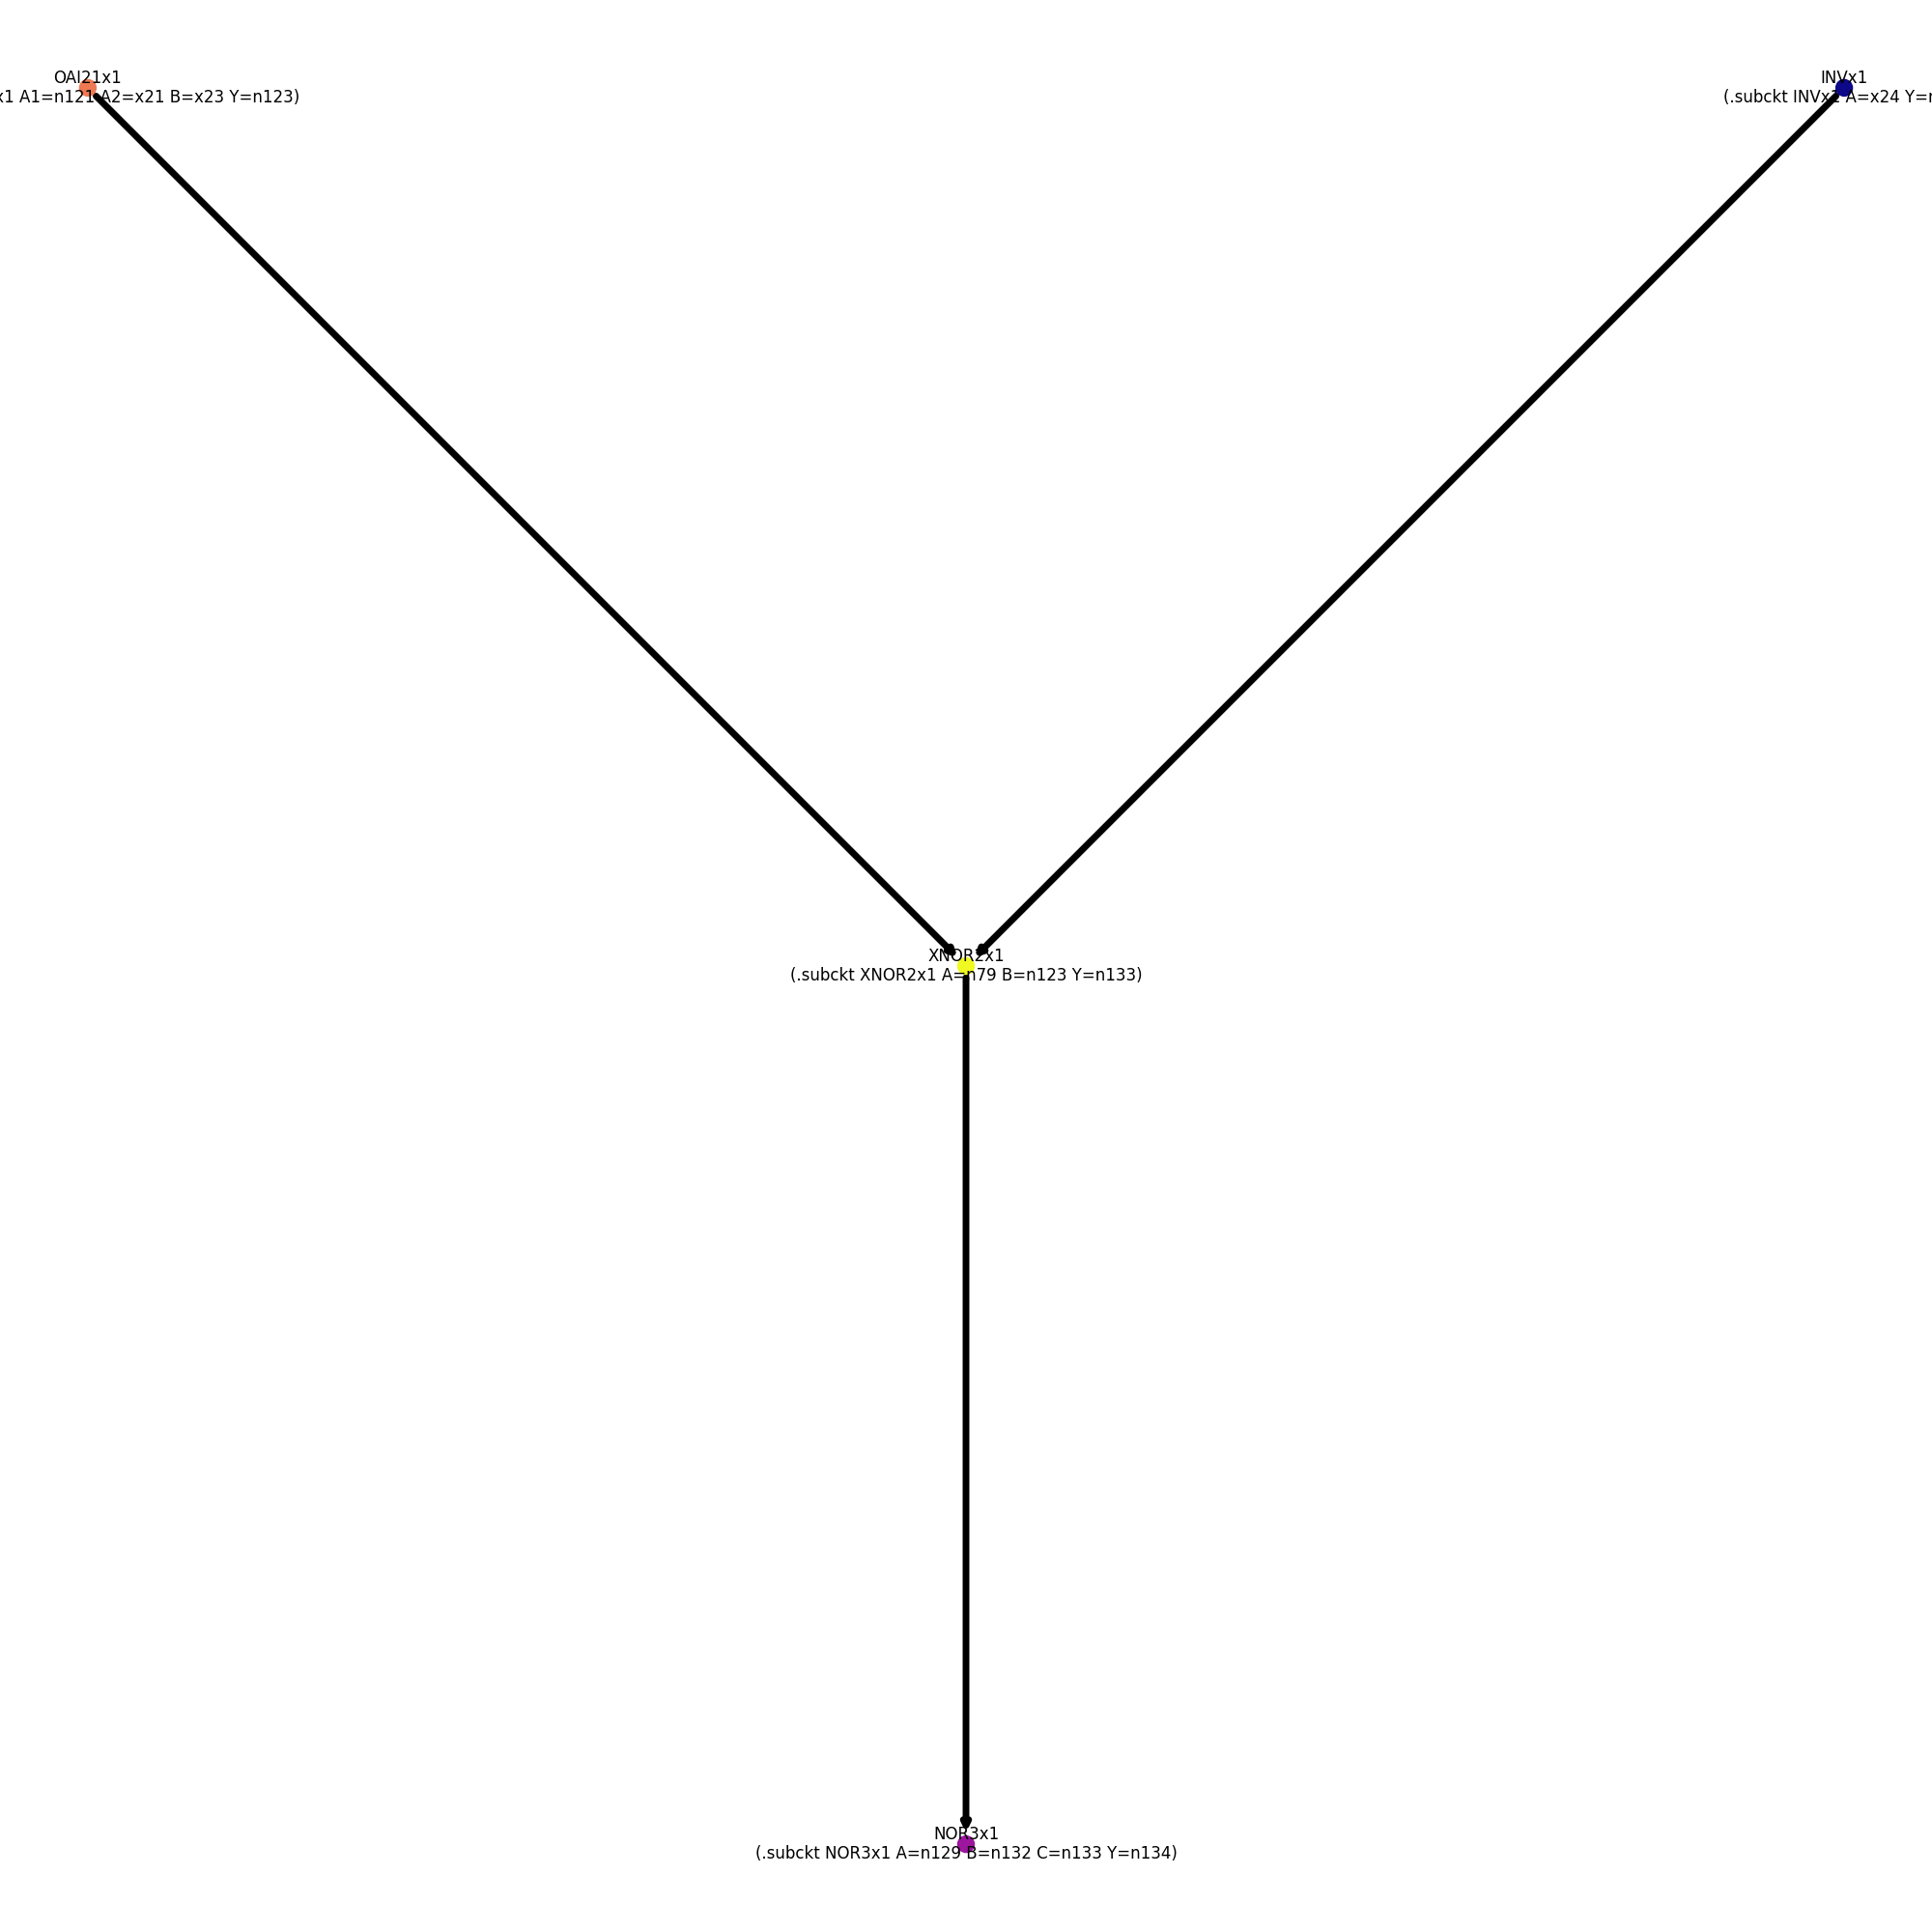 OAI21x1
x1 A1=n121 A2=x21 B=x23 Y=n123)
INVx1
(.subckt INVx1 A=x24 Y=
XNOR2x1
(.subckt XNOR2x1 A=n79 B=n123 Y=n133)
NOR3x1
(.subckt NOR3x1 A=n129 B=n132 C=n133 Y=n134)